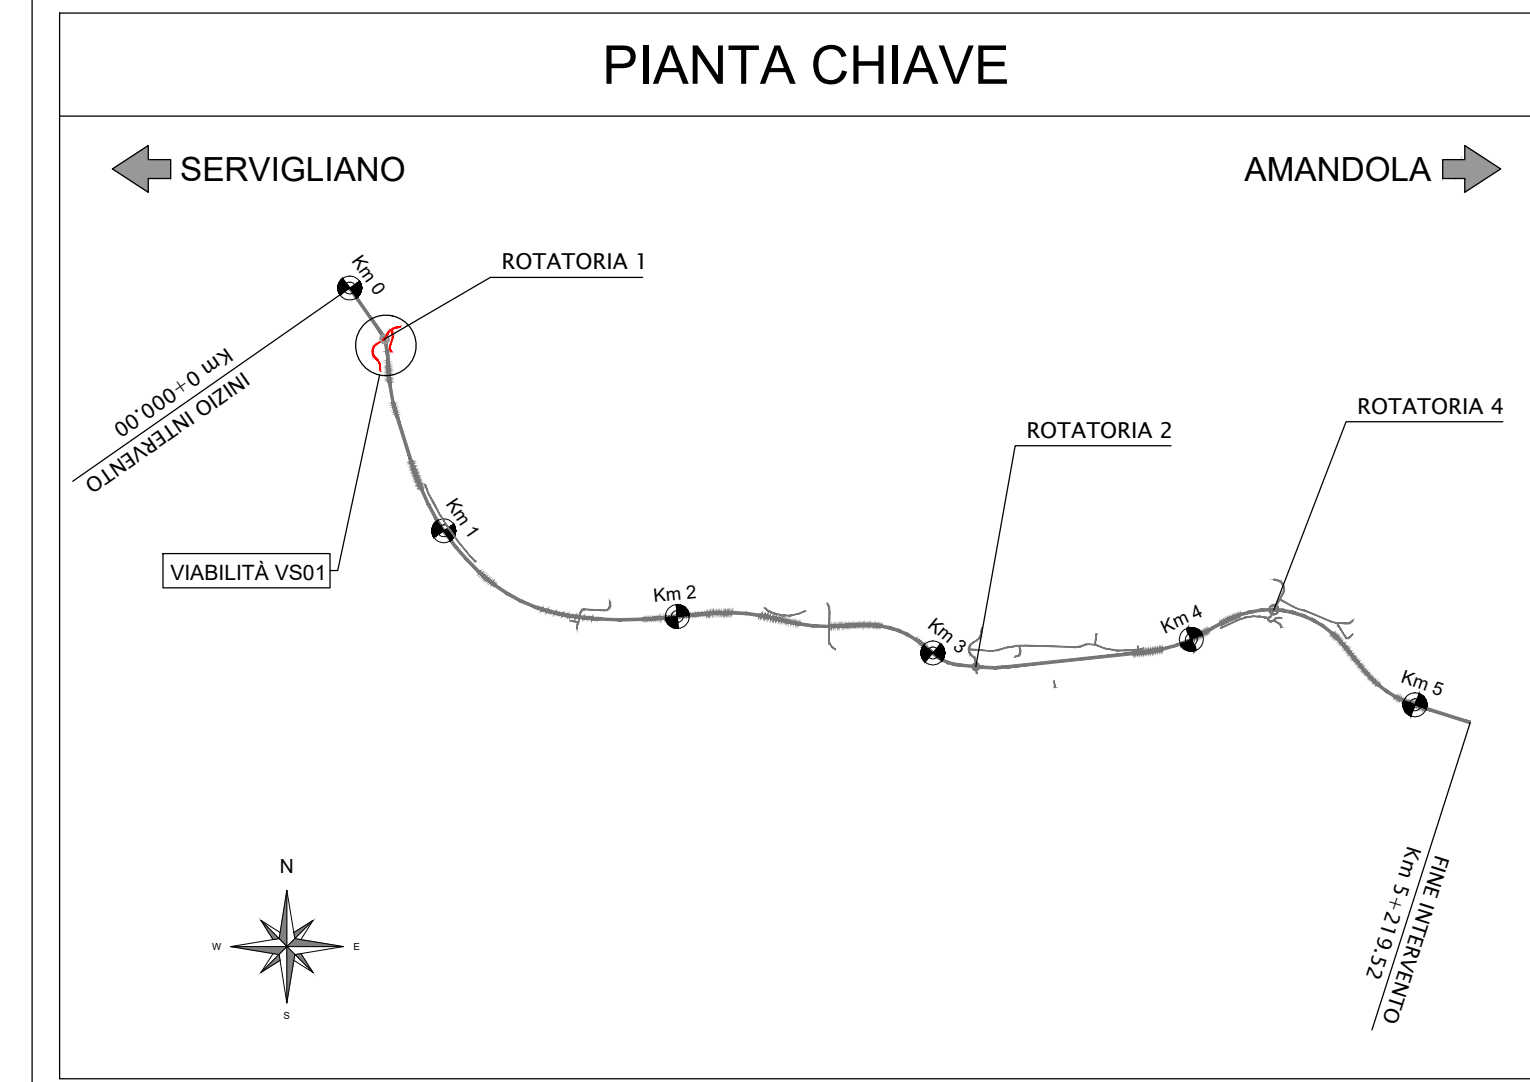 PIANTA CHIAVE
SERVIGLIANO
AMANDOLA
Km 0
ROTATORIA 1
Km 0+000.00
INIZIO INTERVENTO
ROTATORIA 4
ROTATORIA 2
Km 1
VIABILITÀ VS01
Km 2
Km 3
Km 4
Km 5
FINE INTERVENTO
Km 5+219.52
N
W
E
S